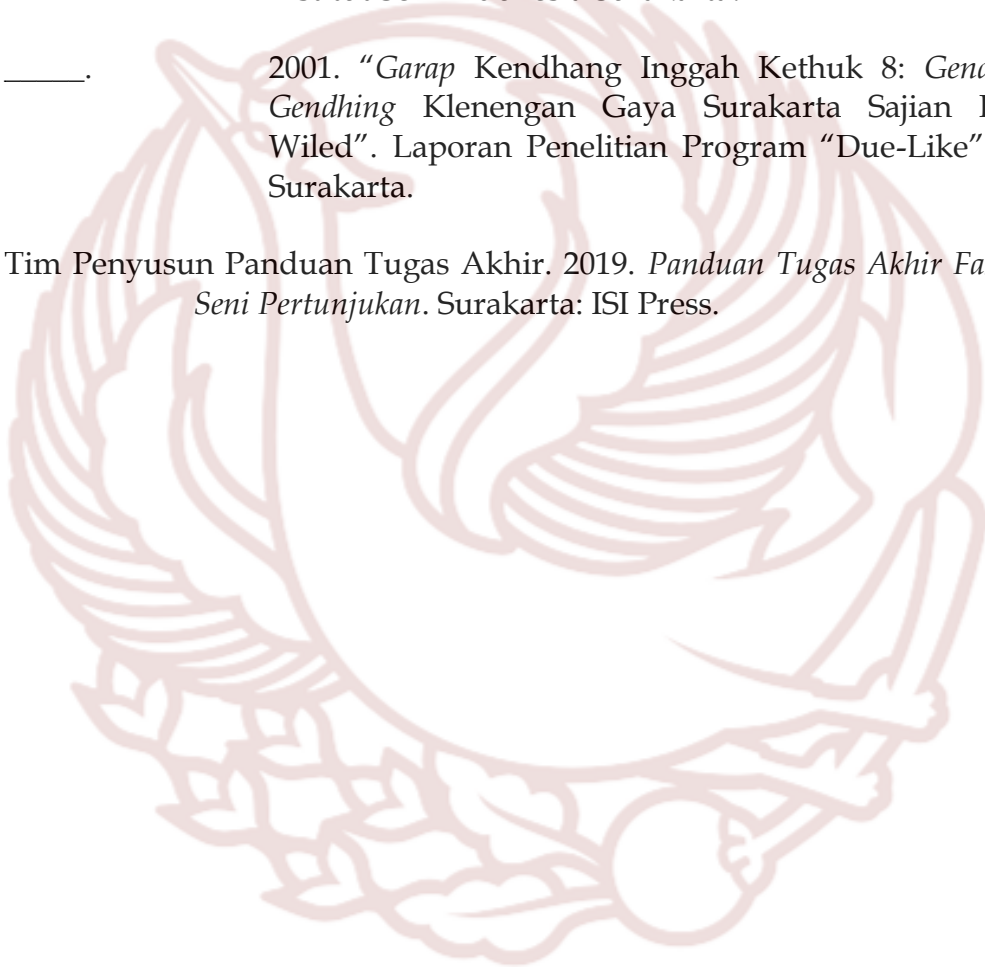 _____. 2001. “Garap Kendhang Inggah Kethuk 8:
Gendhing Klenengan Gaya Surakarta Sajian
Wiled”. Laporan Penelitian Program “Due-Like”
Surakarta.
Tim Penyusun Panduan Tugas Akhir. 2019. Panduan Tugas Akhir
Seni Pertunjukan. Surakarta: ISI Press.